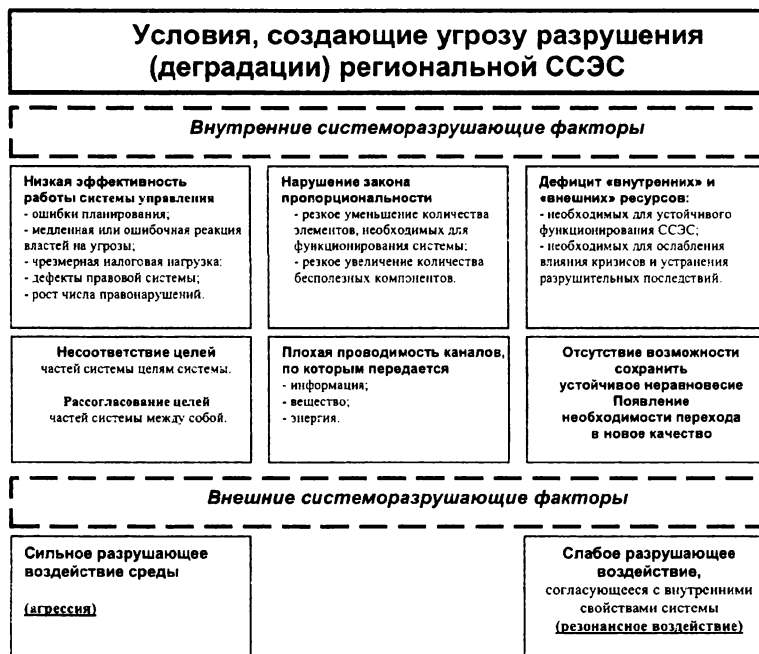 Условия, создающие угрозу разрушения
(деградации) региональной ССЭС
Внутренние системоразрушающие факторы
Низкая эффективность
работы системы управления
- ошибки планирования;
- медленная или ошибочная реакция
властей на угрозы;
- чрезмерная налоговая нагрузка;
- дефекты правовой системы;
- рост числа правонарушений.
Нарушение закона
пропорциональности
- резкое уменьшение количества
элементов, необходимых для
функционирования системы;
- резкое увеличение количества
бесполезных компонентов.
Дефицит «внутренних» и
«внешних» ресурсов:
- необходимых для устойчивого
функционирования ССЭС;
- необходимых для ослабления
влияния кризисов и устранения
разрушительных последствий.
Несоответствие целей
частей системы целям системы.
Рассогласование целей
частей системы между собой.
Плохая проводимость каналов,
по которым передается
- информация;
- вещество;
- энергия.
Отсутствие возможности
сохранить
устойчивое неравновесие
Появление
необходимости перехода
в новое качество
Внешние системоразрушающие факторы
Сильное разрушающее
воздействие среды
(агрессия)
Слабое разрушающее
воздействие,
согласующееся с внутренними
свойствами системы
(резонансное воздействие)